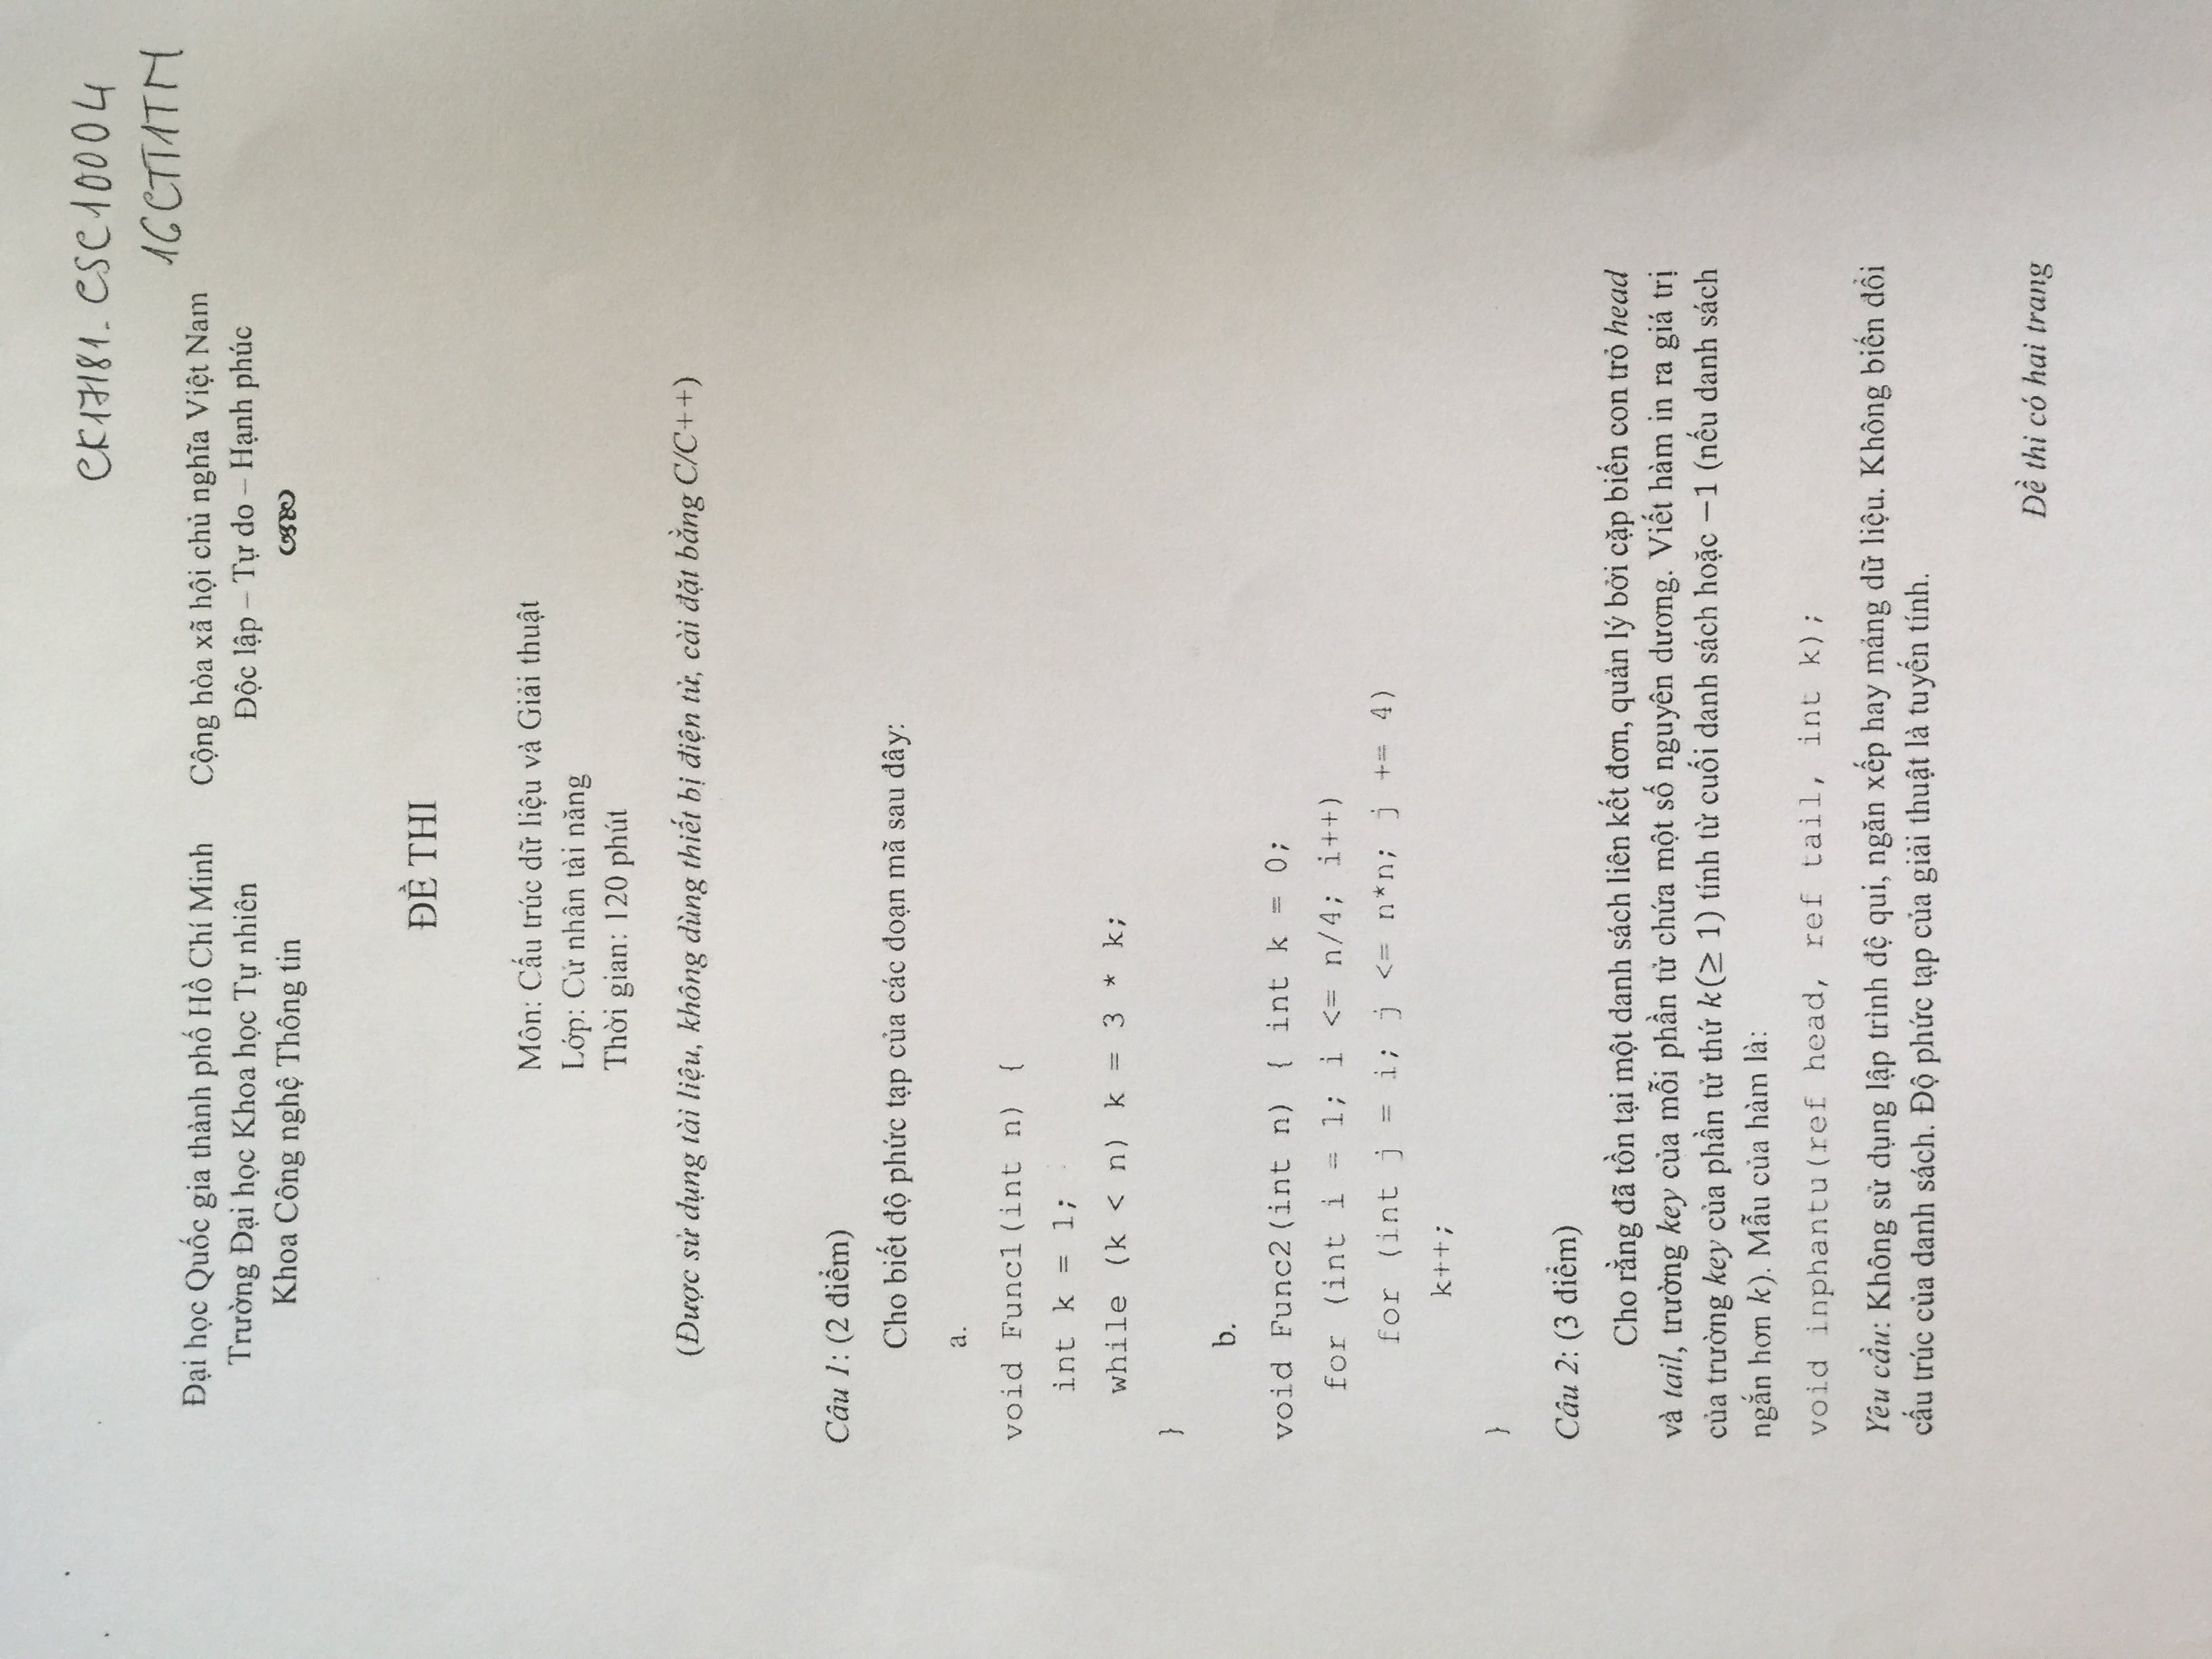 CK17181_CSC10004
16CTT1TN
Đại học Quốc gia thành phố Hồ Chí Minh
Trường Đại học Khoa học Tự nhiên
Khoa Công nghệ Thông tin
Cộng hòa xã hội chủ nghĩa Việt Nam
Độc lập – Tự do – Hạnh phúc
ĐỀ THI
Môn: Cấu trúc dữ liệu và Giải thuật
Lớp: Cử nhân tài năng
Thời gian: 120 phút
(Được sử dụng tài liệu, không dùng thiết bị điện tử, cài đặt bằng C/C++)
Câu 1: (2 điểm)
Cho biết độ phức tạp của các đoạn mã sau đây:
a.
void Func1(int n) {
int k = 1;
while (k < n) k = 3 * k;
}
b.
void Func2(int n) { int k = 0;
for (int i = 1; i <= n/4; i++)
for (int j = i; j <= n*n; j += 4)
k++;
}
Câu 2: (3 điểm)
Cho rằng đã tồn tại một danh sách liên kết đơn, quản lý bởi cặp biến con trỏ head
và tail, trường key của mỗi phần tử chứa một số nguyên dương. Viết hàm in ra giá trị
của trường key của phần tử thứ k(≥ 1) tính từ cuối danh sách hoặc −1 (nếu danh sách
ngắn hơn k). Mẫu của hàm là:
void inphantu(ref head, ref tail, int k);
Yêu cầu: Không sử dụng lập trình đệ qui, ngăn xếp hay mảng dữ liệu. Không biến đổi
cấu trúc của danh sách. Độ phức tạp của giải thuật là tuyến tính.
Đề thi có hai trang